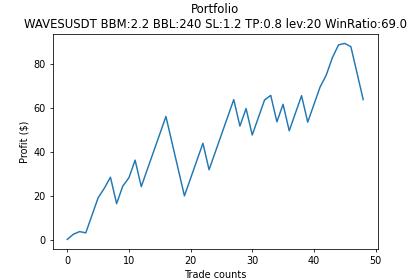 Portfolio
WAVESUSDT BBM:2.2 BBL:240 SL:1.2 TP:0.8 lev:20 WinRatio:69.0
Profit ($)
80
60
40
20
0
0 10 20 30 40 50
Trade counts